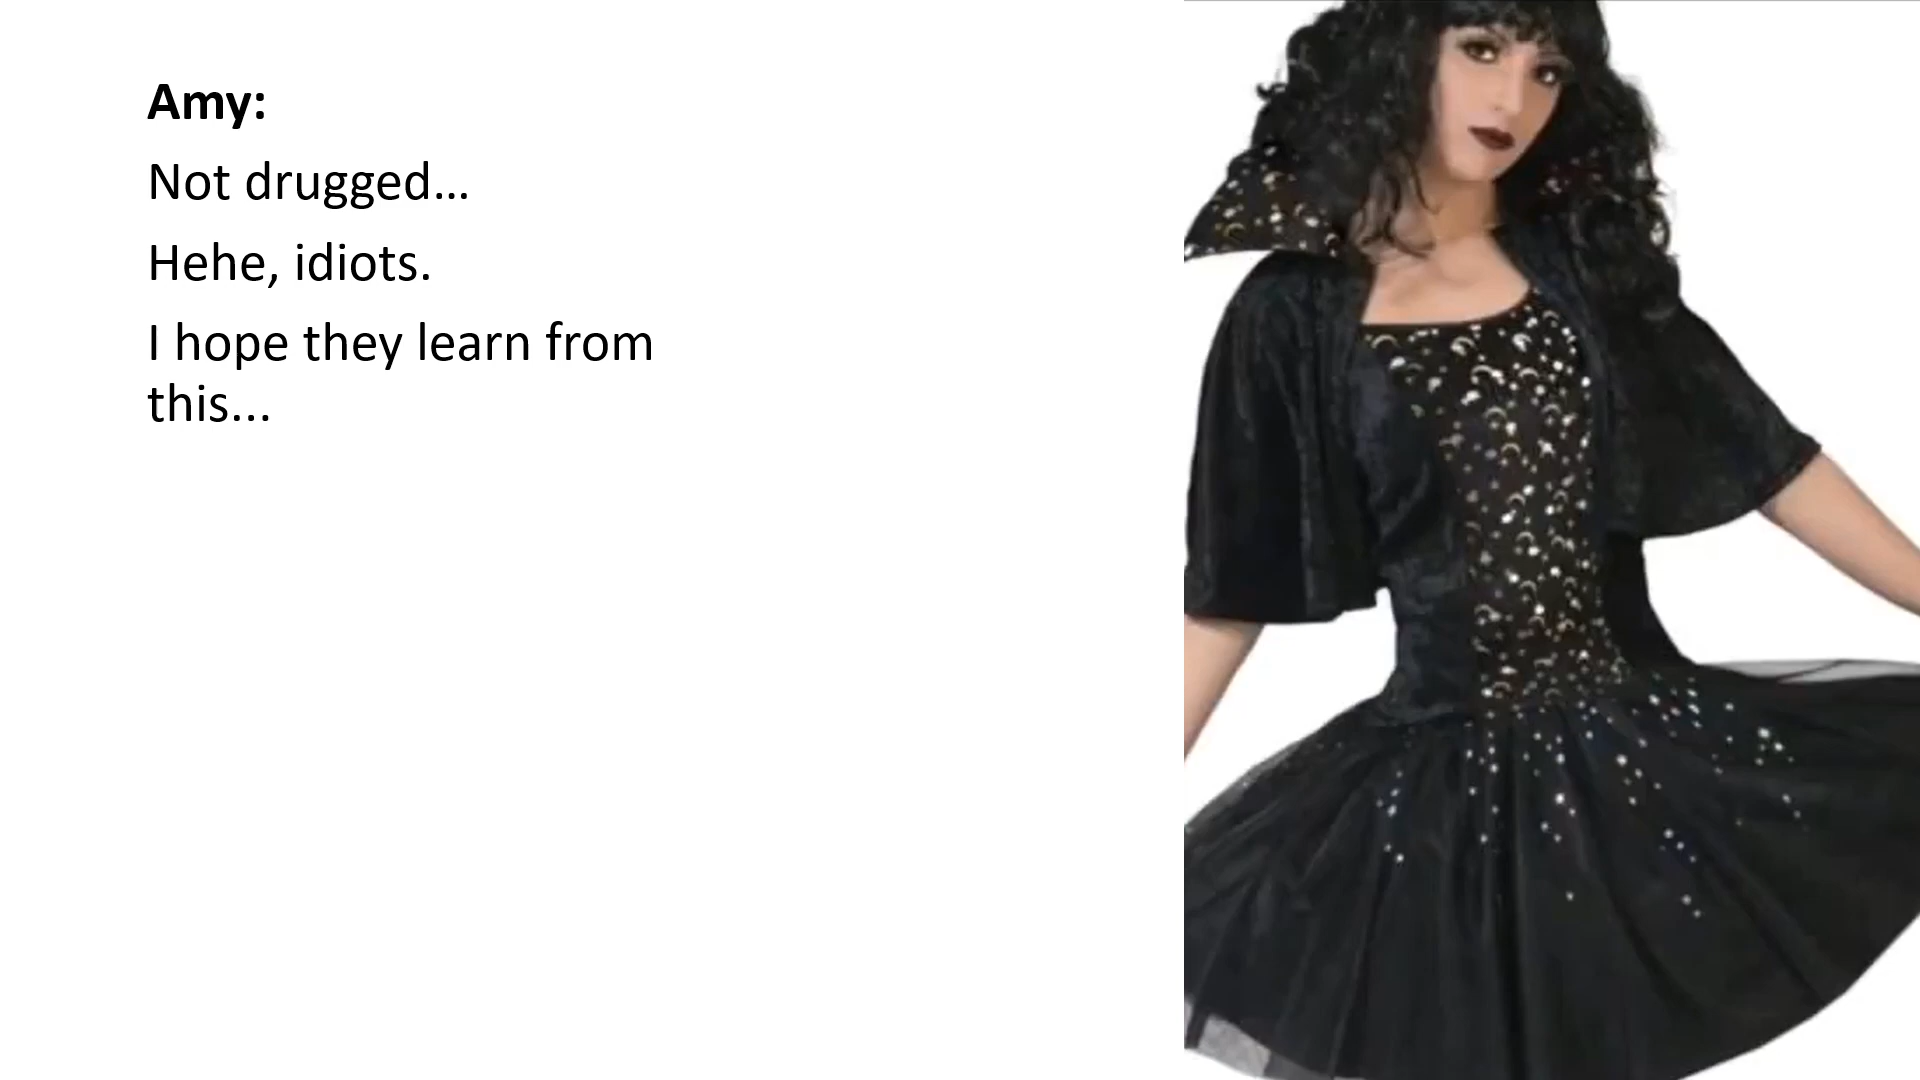 Amy:
Not drugged…
Hehe, idiots.
I hope they learn from
this...